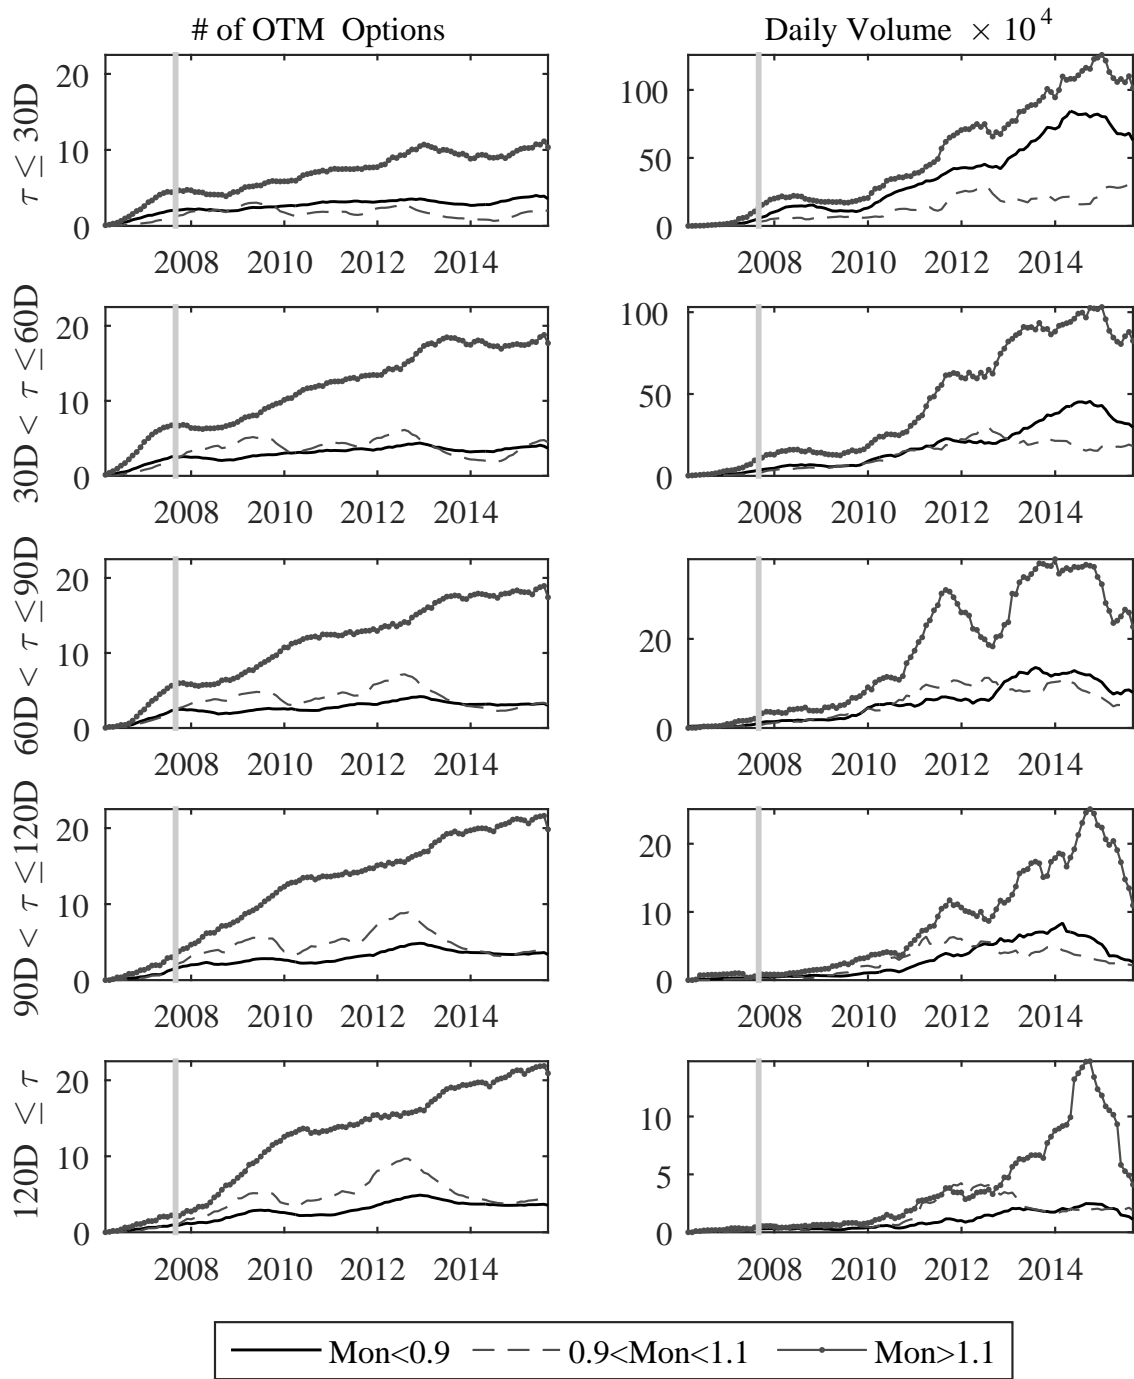 # of OTM Options
Daily Volume × 10^4
τ ≤ 30D
20
10
0
2008 2010 2012 2014
100
50
0
2008 2010 2012 2014
30D < τ ≤60D
20
10
0
2008 2010 2012 2014
100
50
0
2008 2010 2012 2014
60D < τ ≤90D
20
10
0
2008 2010 2012 2014
20
0
2008 2010 2012 2014
90D < τ ≤120D
20
10
0
2008 2010 2012 2014
20
10
0
2008 2010 2012 2014
120D ≤ τ
20
10
0
2008 2010 2012 2014
10
5
0
2008 2010 2012 2014
Mon<0.9 0.9<Mon<1.1 Mon>1.1